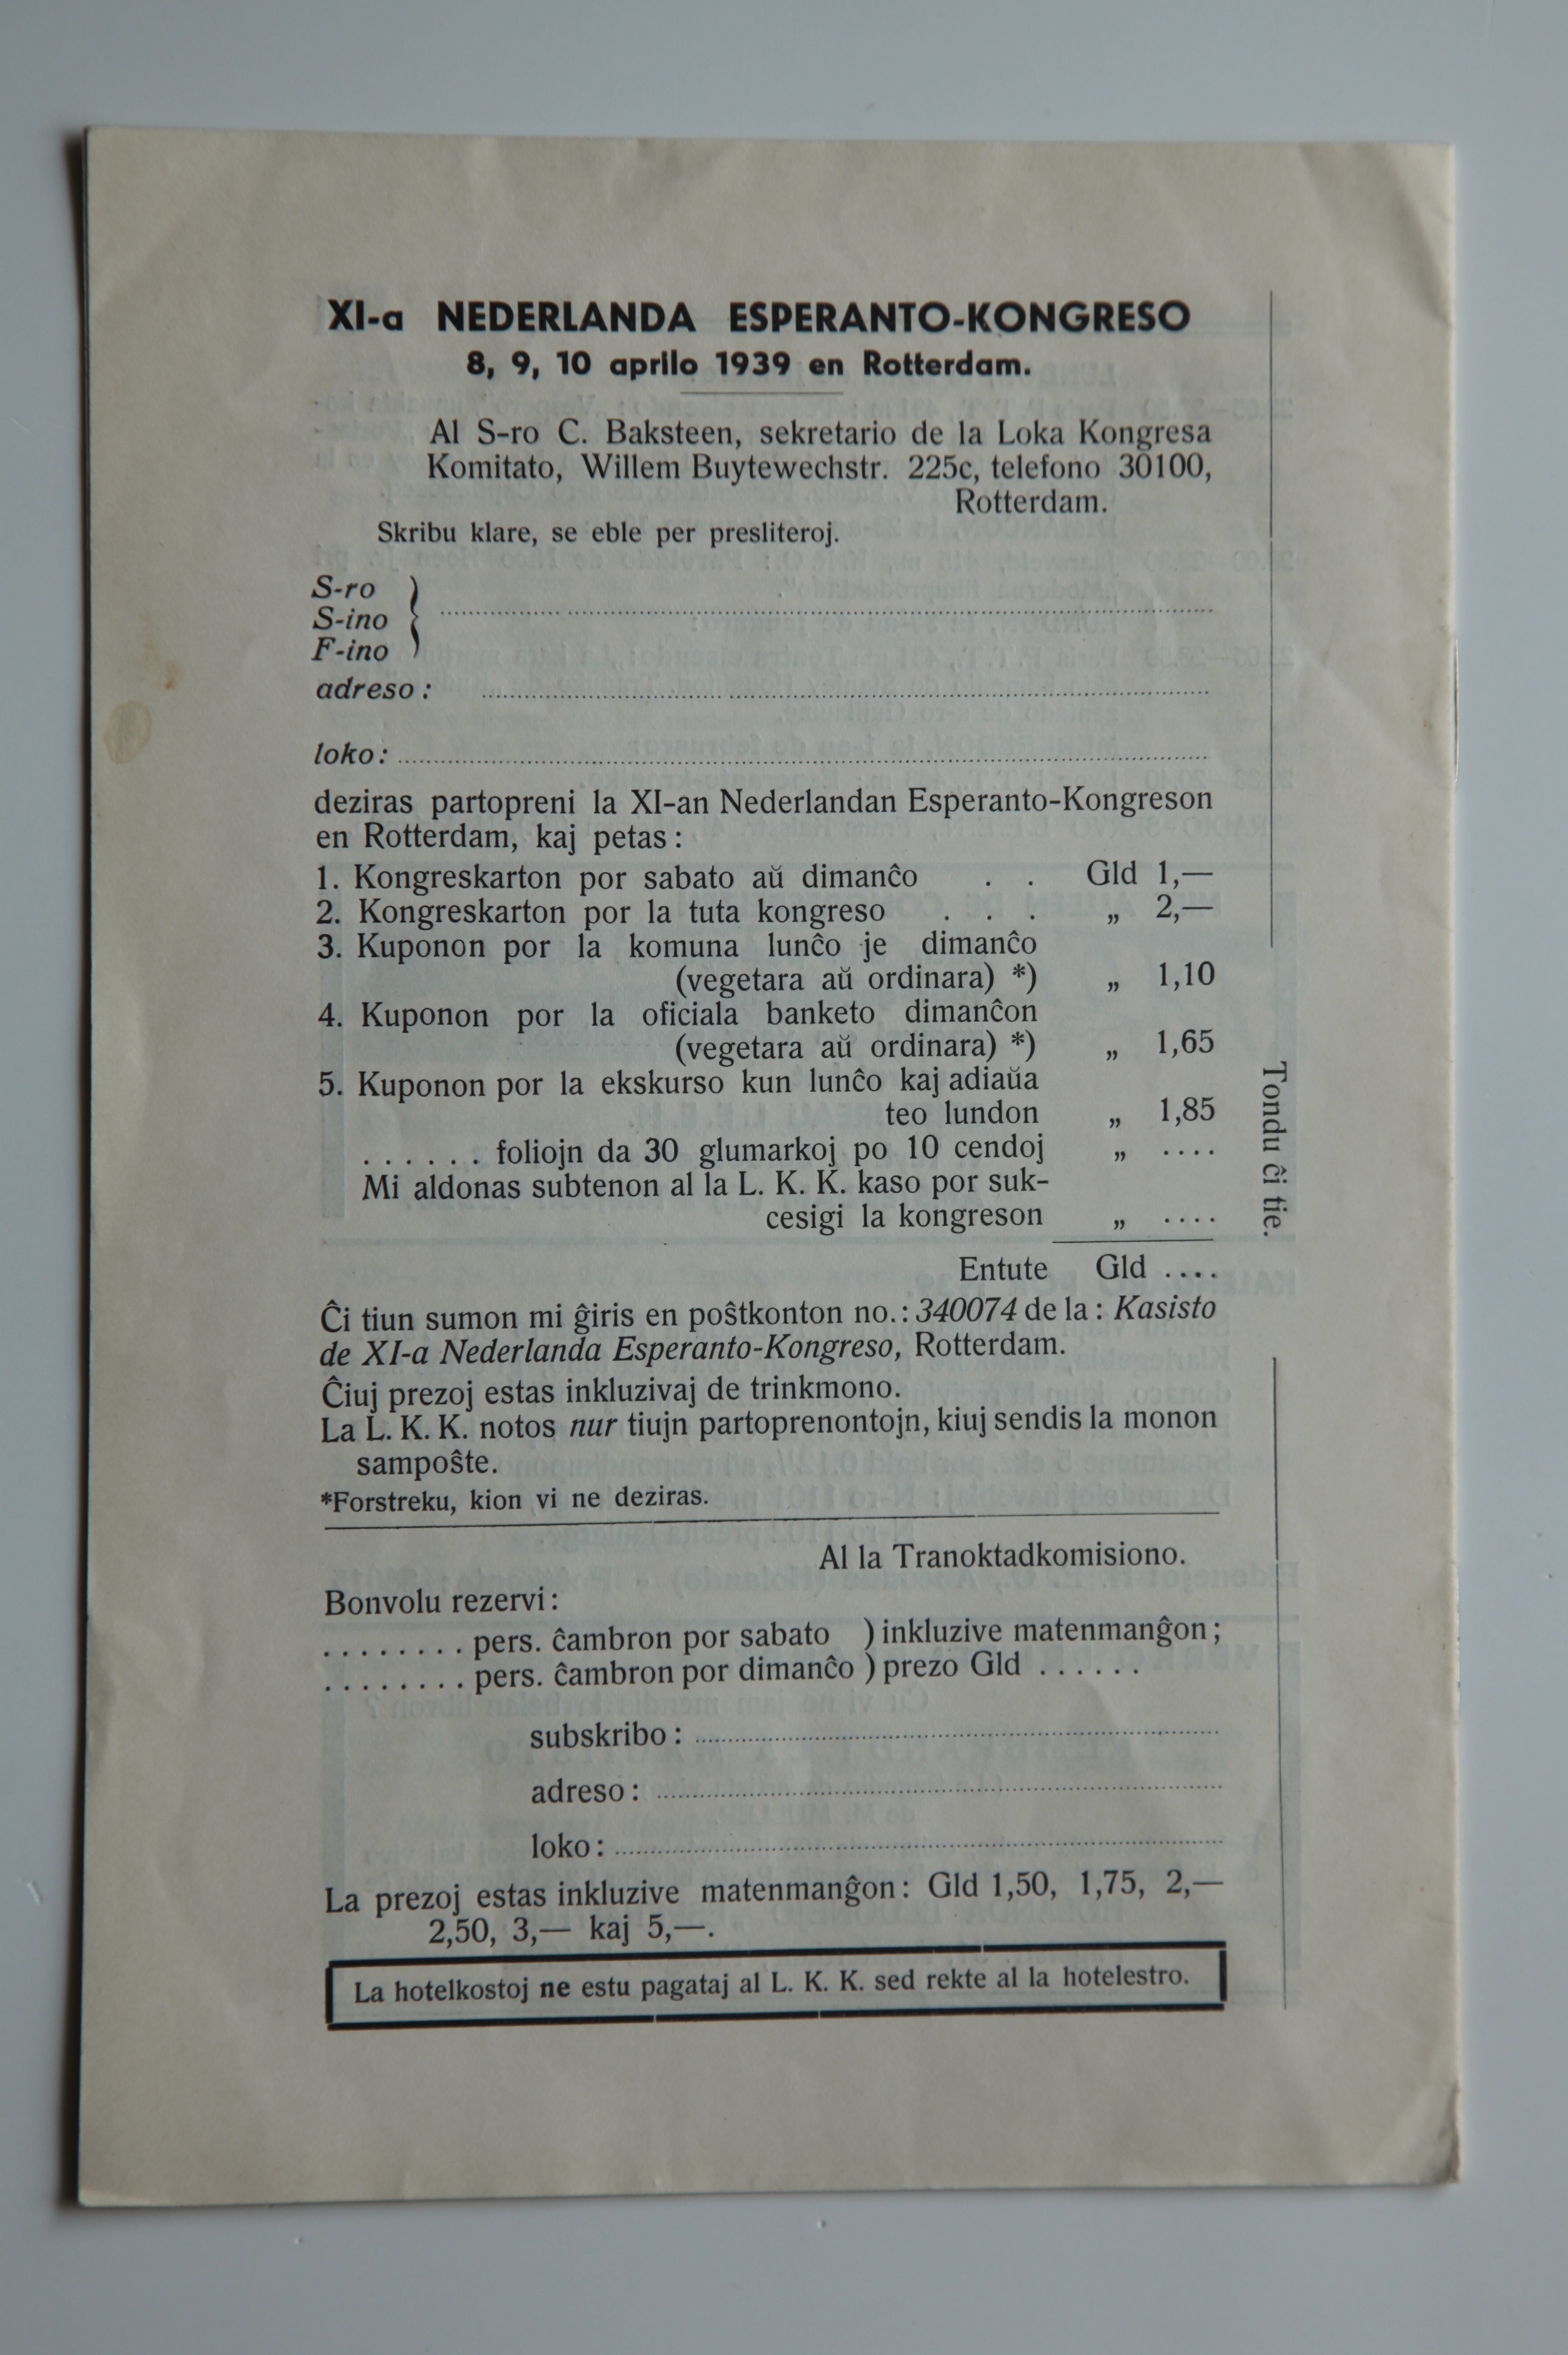 XI-a NEDERLANDA ESPERANTO-KONGRESO
8, 9, 10 aprilo 1939 en Rotterdam.
Al S-ro C. Baksteen, sekretario de la Loka Kongresa
Komitato, Willem Buytewechstr. 225c, telefono 30100,
Rotterdam.
Skribu klare, se eble per presliteroj.
S-ro
S-ino
F-ino
adreso :
loko :
deziras partopreni la XI-an Nederlandan Esperanto-Kongreson
en Rotterdam, kaj petas :
1. Kongreskarton por sabato aŭ dimanĉo . . Gld 1,—
2. Kongreskarton por la tuta kongreso . . . „ 2,—
3. Kuponon por la komuna lunĉo je dimanĉo
(vegetara aŭ ordinara) *) „ 1,10
4. Kuponon por la oficiala banketo dimanĉon
(vegetara aŭ ordinara) *) „ 1,65
5. Kuponon por la ekskurso kun lunĉo kaj adiaŭa
teo lundon „ 1,85
. . . . . . foliojn da 30 glumarkoj po 10 cendoj „ . . . .
Mi aldonas subtenon al la L. K. K. kaso por suk-
cesigi la kongreson „ . . . .
Entute Gld . . . .
Ĉi tiun sumon mi ĝiris en poŝtkonton no. : 340074 de la : Kasisto
de XI-a Nederlanda Esperanto-Kongreso, Rotterdam.
Ĉiuj prezoj estas inkluzivaj de trinkmono.
La L. K. K. notos nur tiujn partoprenontojn, kiuj sendis la monon
sampoŝte.
*Forstreku, kion vi ne deziras.
Al la Tranoktadkomisiono.
Bonvolu rezervi :
. . . . . . . . pers. ĉambron por sabato ) inkluzive matenmanĝon ;
. . . . . . . . pers. ĉambron por dimanĉo ) prezo Gld . . . . . .
subskribo :
adreso :
loko :
La prezoj estas inkluzive matenmanĝon : Gld 1,50, 1,75, 2,—
2,50, 3,— kaj 5,—.
La hotelkostoj ne estu pagataj al L. K. K. sed rekte al la hotelestro.
Tondu ĉi tie.